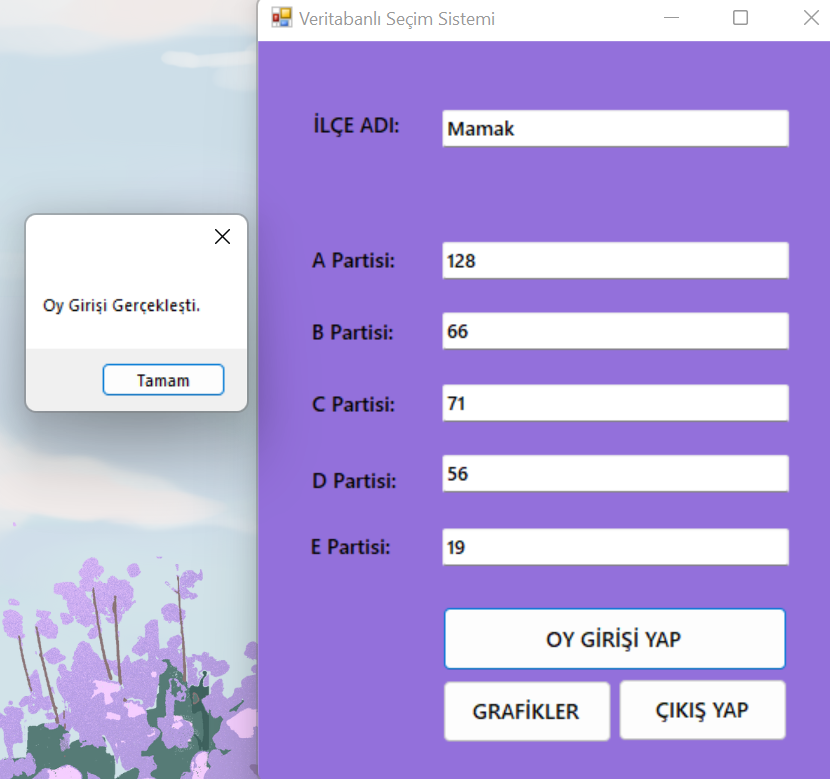 Veritabanlı Seçim Sistemi
İLÇE ADI: Mamak
Oy Girişi Gerçekleşti.
Tamam
A Partisi: 128
B Partisi: 66
C Partisi: 71
D Partisi: 56
E Partisi: 19
OY GİRİŞİ YAP
GRAFİKLER ÇIKIŞ YAP